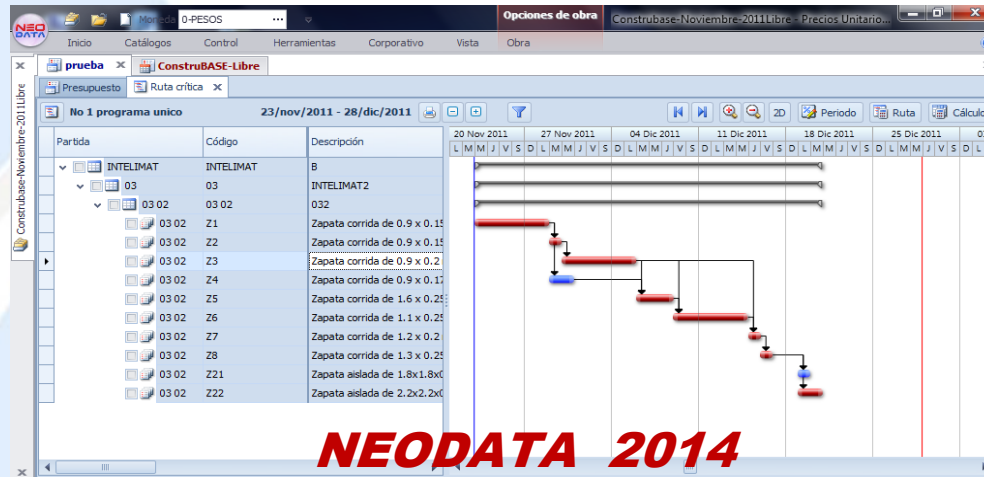 NEO DATA
Moneda 0-PESOS ...
Opciones de obra
Construbase-Noviembre-2011Libre - Precios Unitario...
Inicio Catálogos Control Herramientas Corporativo Vista Obra
prueba ConstruBASE-Libre
Presupuesto Ruta crítica
Construbase-Noviembre-2011Libre
No 1 programa unico 23/nov/2011 - 28/dic/2011 2D Periodo Ruta Cálculo
Partida Código Descripción
20 Nov 2011 27 Nov 2011 04 Dic 2011 11 Dic 2011 18 Dic 2011 25 Dic 2011
L M M J V S D L M M J V S D L M M J V S D L M M J V S D L M M J V S D L M M J V S D L
INTELIMAT INTELIMAT B
03 03 INTELIMAT2
03 02 03 02 032
03 02 Z1 Zapata corrida de 0.9 x 0.15
03 02 Z2 Zapata corrida de 0.9 x 0.15
03 02 Z3 Zapata corrida de 0.9 x 0.2
03 02 Z4 Zapata corrida de 0.9 x 0.17
03 02 Z5 Zapata corrida de 1.6 x 0.25
03 02 Z6 Zapata corrida de 1.1 x 0.25
03 02 Z7 Zapata corrida de 1.2 x 0.2
03 02 Z8 Zapata corrida de 1.3 x 0.25
03 02 Z21 Zapata aislada de 1.8x1.8x0
03 02 Z22 Zapata aislada de 2.2x2.2x0
NEODATA 2014